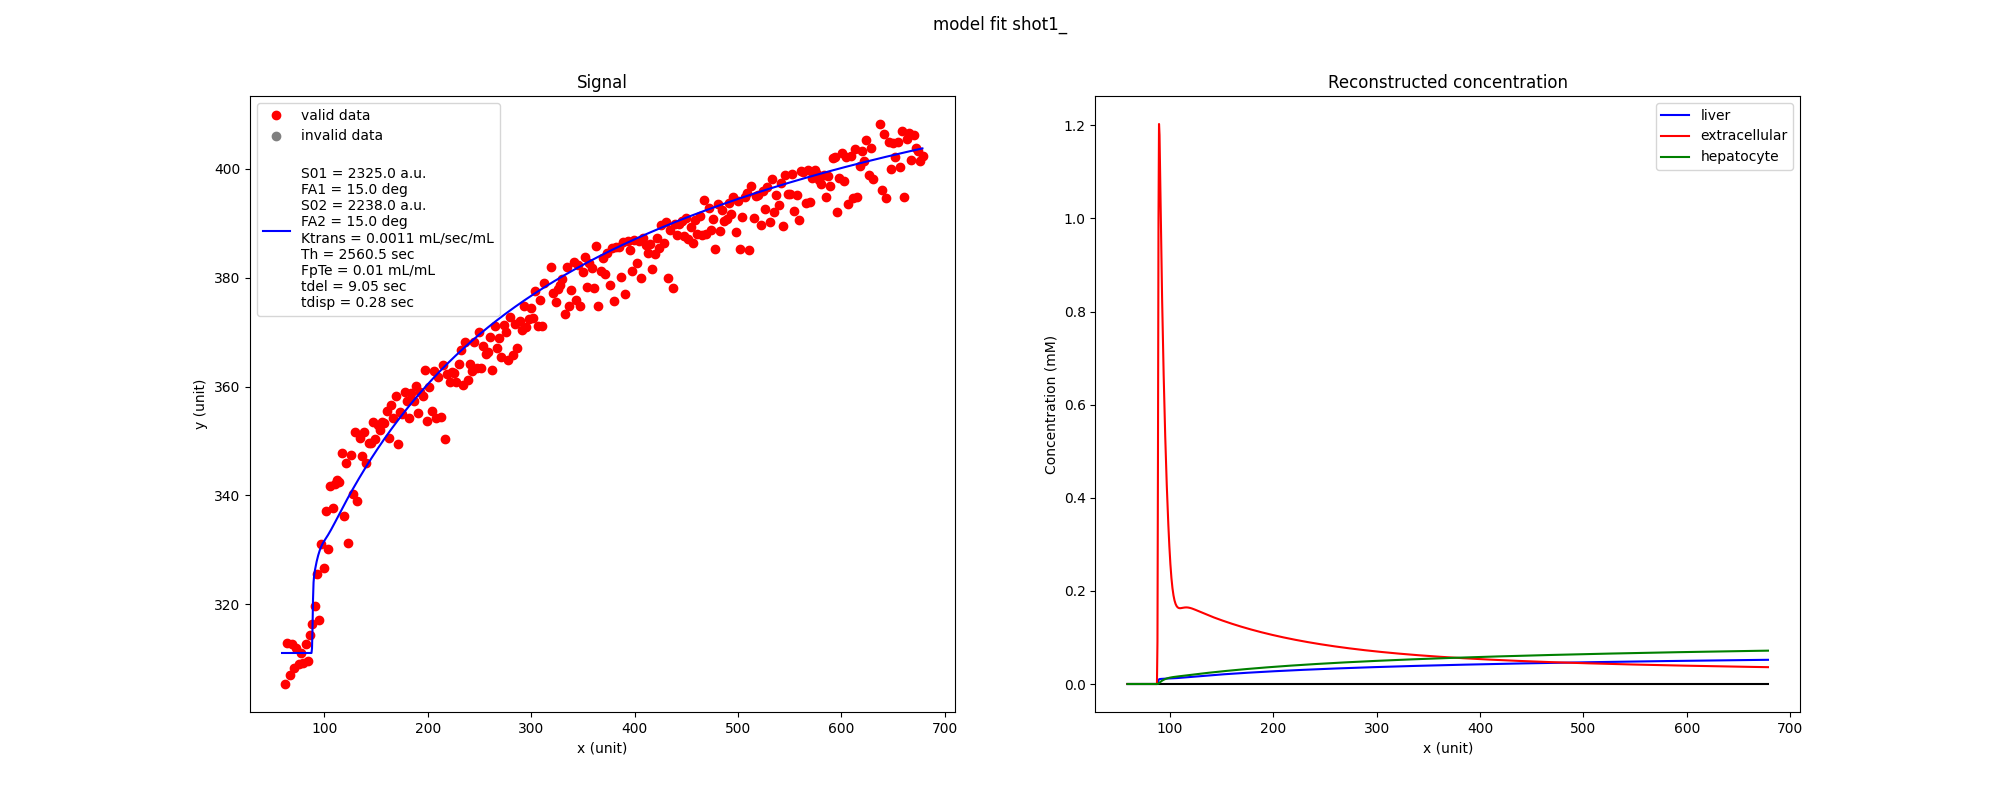 model fit shot1_
Signal
valid data
invalid data
S01 = 2325.0 a.u.
FA1 = 15.0 deg
S02 = 2238.0 a.u.
FA2 = 15.0 deg
Ktrans = 0.0011 mL/sec/mL
Th = 2560.5 sec
FpTe = 0.01 mL/mL
tdel = 9.05 sec
tdisp = 0.28 sec
400
380
360
340
320
y (unit)
100 200 300 400 500 600 700
x (unit)
Reconstructed concentration
liver
extracellular
hepatocyte
1.2
1.0
0.8
0.6
0.4
0.2
0.0
Concentration (mM)
100 200 300 400 500 600 700
x (unit)